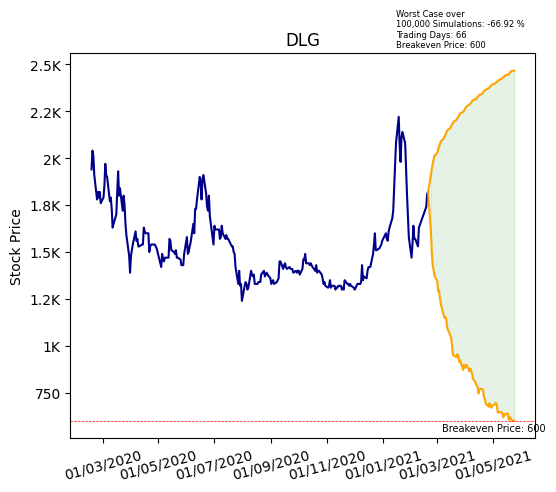 Worst Case over
100,000 Simulations: -66.92 %
Trading Days: 66
Breakeven Price: 600
DLG
Stock Price
2.5K
2.2K
2K
1.8K
1.5K
1.2K
1K
750
Breakeven Price: 600
01/03/2020
01/05/2020
01/07/2020
01/09/2020
01/11/2020
01/01/2021
01/03/2021
01/05/2021